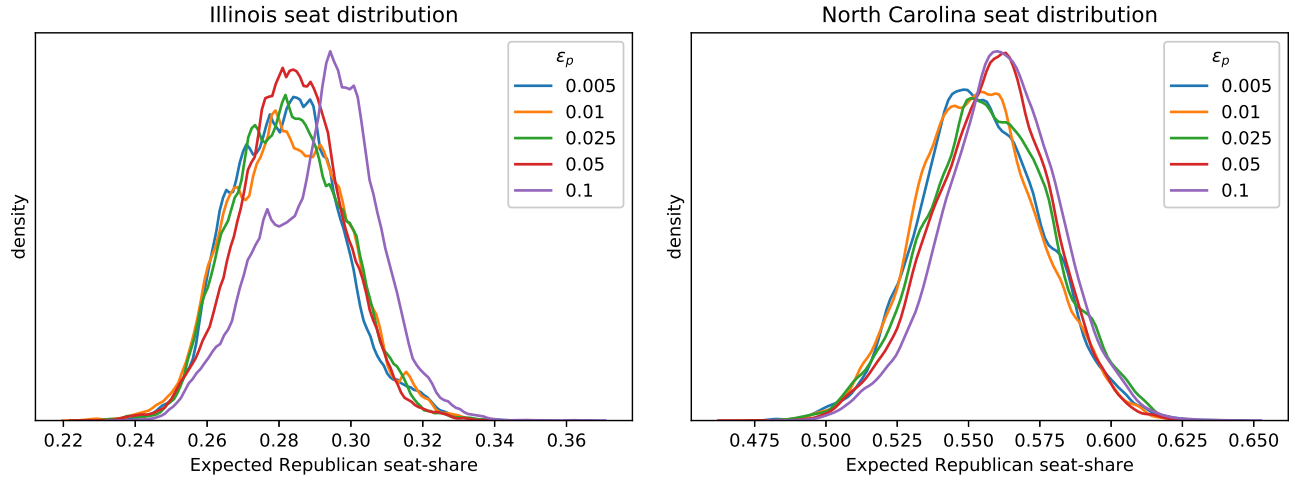 Illinois seat distribution
εp
0.005
0.01
0.025
0.05
0.1
density
0.22 0.24 0.26 0.28 0.30 0.32 0.34 0.36
Expected Republican seat-share
North Carolina seat distribution
εp
0.005
0.01
0.025
0.05
0.1
density
0.475 0.500 0.525 0.550 0.575 0.600 0.625 0.650
Expected Republican seat-share